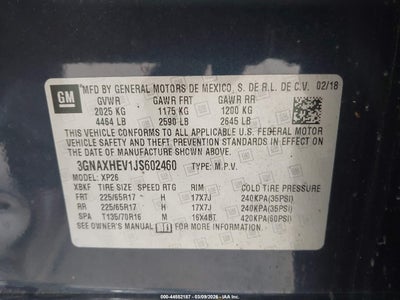 GM
MFD BY GENERAL MOTORS DE MEXICO, S. DE R.L. DE C.V. 02/18
GVWR GAWR FRT GAWR RR
2025 KG 1175 KG 1200 KG
4464 LB 2590 LB 2645 LB
THIS VEHICLE CONFORMS TO ALL APPLICABLE U.S. FEDERAL MOTOR
VEHICLE SAFETY, BUMPER, AND THEFT PREVENTION STANDARDS IN
EFFECT ON THE DATE OF MANUFACTURE SHOWN ABOVE.
3GNAXHEV1JS602460 TYPE: M.P.V.
MODEL: XP26
XBKF TIRE SIZE SPEED RTG RIM COLD TIRE PRESSURE
FRT 225/65R17 H 17X7J 240KPA(35PSI)
RR 225/65R17 H 17X7J 240KPA(35PSI)
SPA T135/70R16 M 16X4BT 420KPA(60PSI)
SEE OWNER'S MANUAL FOR ADDITIONAL INFORMATION.
000-44552187 - 03/09/2026 - IAAI.COM